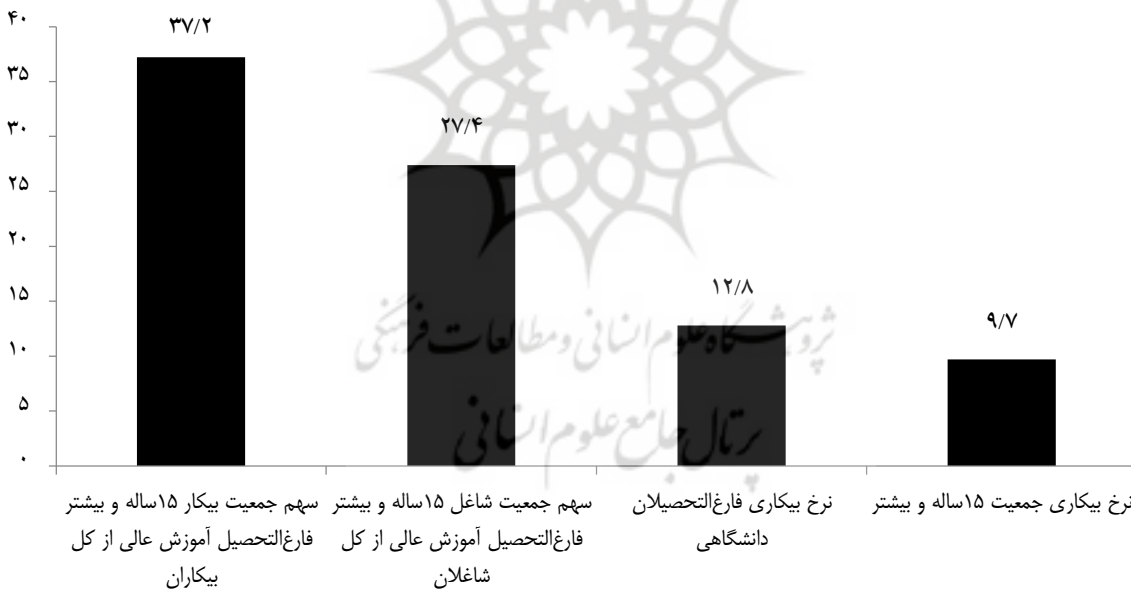 ۴۰
۳۵
۳۰
۲۵
۲۰
۱۵
۱۰
۵
۰
۳۷/۲
۲۷/۴
۱۲/۸
۹/۷
سهم جمعیت بیکار ۱۵ساله و بیشتر
فارغ‌التحصیل آموزش عالی از کل
بیکاران
سهم جمعیت شاغل ۱۵ساله و بیشتر
فارغ‌التحصیل آموزش عالی از کل
شاغلان
نرخ بیکاری فارغ‌التحصیلان
دانشگاهی
نرخ بیکاری جمعیت ۱۵ساله و بیشتر
پژوهشگاه علوم انسانی و مطالعات فرهنگی
پرتال جامع علوم انسانی